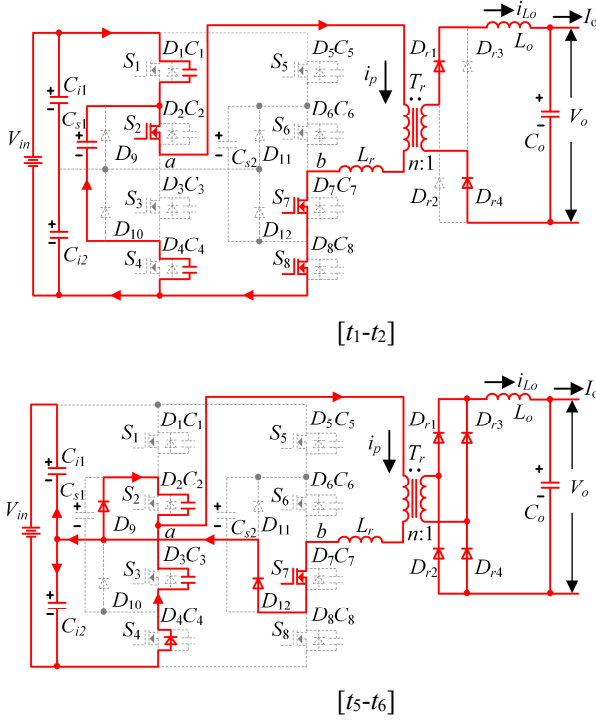 iLo Io
D1C1 D5C5 Dr1 Dr3 Lo
S1 S5 ip Tr
Ci1 D2C2 D6C6
Cs1 S2 S6 Co Vo
Vin D9 a Cs2 D11 b Lr n:1
D3C3 D7C7 Dr2 Dr4
S3 S7
D10 D4C4 D12 D8C8
Ci2 S4 S8
[t1-t2]
iLo
D1C1 D5C5 Dr1 Dr3 Lo
S1 S5 ip Tr
Ci1 D2C2 D6C6
Cs1 S2 S6 Co Vo
Vin D9 a Cs2 D11 b Lr n:1
D3C3 D7C7 Dr2 Dr4
S3 S7
D10 D4C4 D12 D8C8
Ci2 S4 S8
[t5-t6]